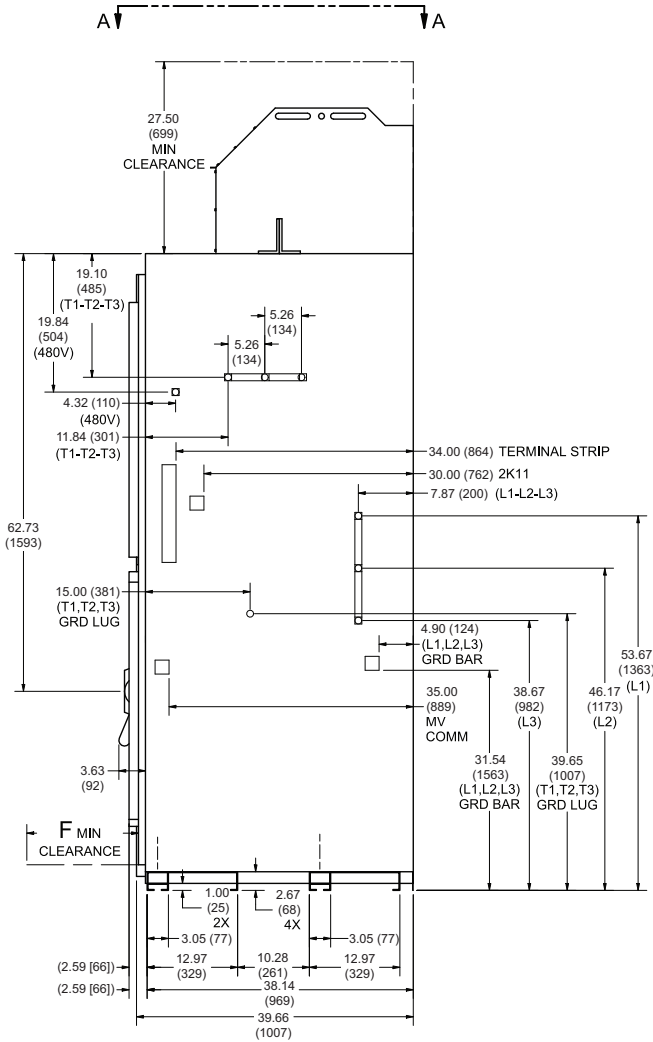 A A
27.50
(699)
MIN
CLEARANCE
19.10
(485)
(T1-T2-T3)
19.84
(504)
(480V)
5.26
(134)
5.26
(134)
4.32 (110)
(480V)
11.84 (301)
(T1-T2-T3)
34.00 (864) TERMINAL STRIP
30.00 (762) 2K11
7.87 (200) (L1-L2-L3)
62.73
(1593)
15.00 (381)
(T1,T2,T3)
GRD LUG
4.90 (124)
(L1,L2,L3)
GRD BAR
53.67
(1363)
(L1)
46.17
(1173)
(L2)
38.67
(982)
(L3)
35.00
(889)
MV
COMM
31.54
(1563)
(L1,L2,L3)
GRD BAR
39.65
(1007)
(T1,T2,T3)
GRD LUG
3.63
(92)
F MIN
CLEARANCE
1.00
(25)
2X
2.67
(68)
4X
3.05 (77)
3.05 (77)
(2.59 [66])
12.97
(329)
10.28
(261)
12.97
(329)
(2.59 [66])
38.14
(969)
39.66
(1007)